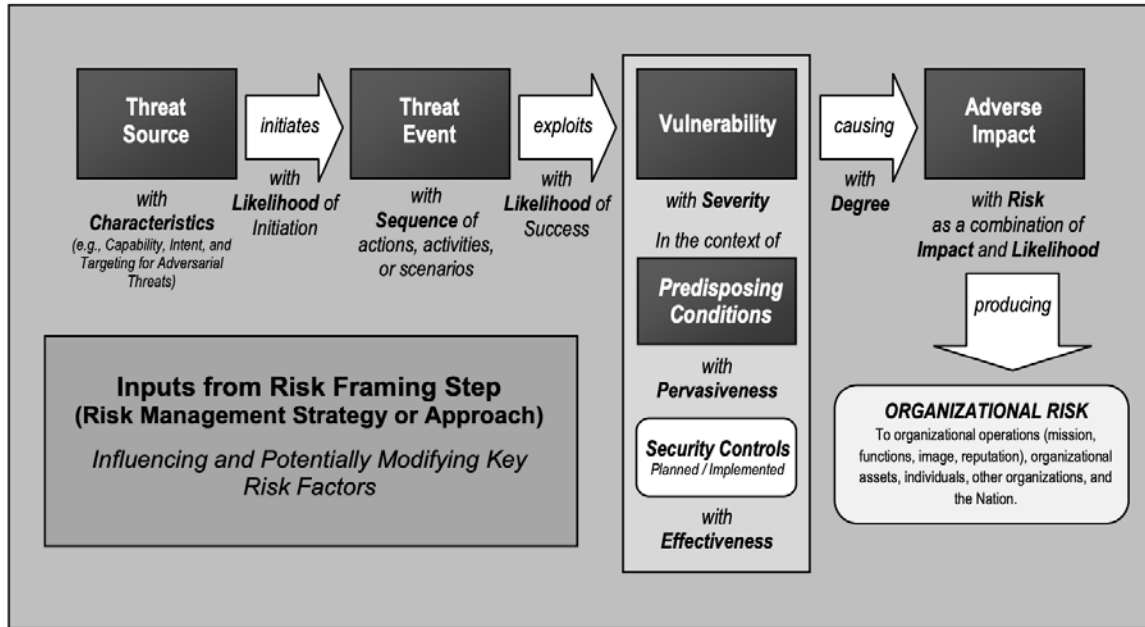 Threat
Source
initiates
Threat
Event
exploits
Vulnerability
causing
Adverse
Impact
with
Characteristics
(e.g., Capability, Intent, and
Targeting for Adversarial
Threats)
with
Likelihood of
Initiation
with
Sequence of
actions, activities,
or scenarios
with
Likelihood of
Success
with Severity
In the context of
Predisposing
Conditions
with
Pervasiveness
Security Controls
Planned / Implemented
with
Effectiveness
with
Degree
with Risk
as a combination of
Impact and Likelihood
producing
ORGANIZATIONAL RISK
To organizational operations (mission,
functions, image, reputation), organizational
assets, individuals, other organizations, and
the Nation.
Inputs from Risk Framing Step
(Risk Management Strategy or Approach)
Influencing and Potentially Modifying Key
Risk Factors